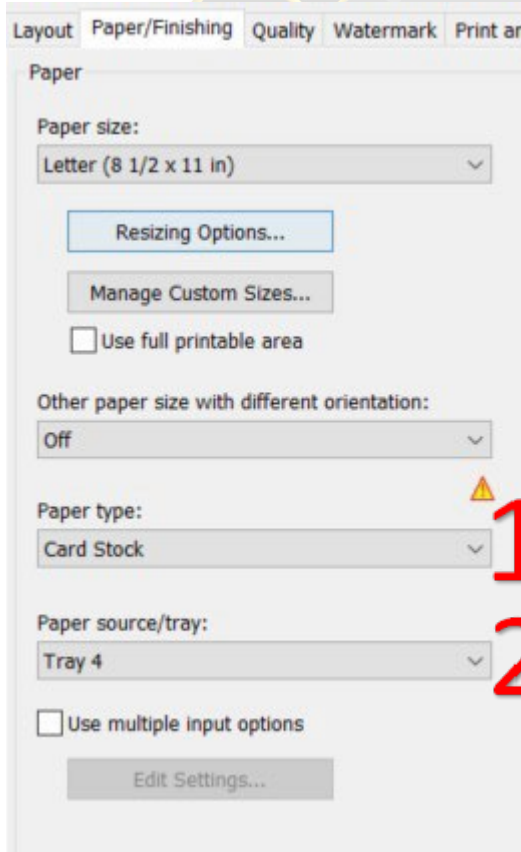 Layout Paper/Finishing Quality Watermark Print ar
Paper
Paper size:
Letter (8 1/2 x 11 in)
Resizing Options...
Manage Custom Sizes...
Use full printable area
Other paper size with different orientation:
Off
Paper type:
Card Stock
1
Paper source/tray:
Tray 4
2
Use multiple input options
Edit Settings...